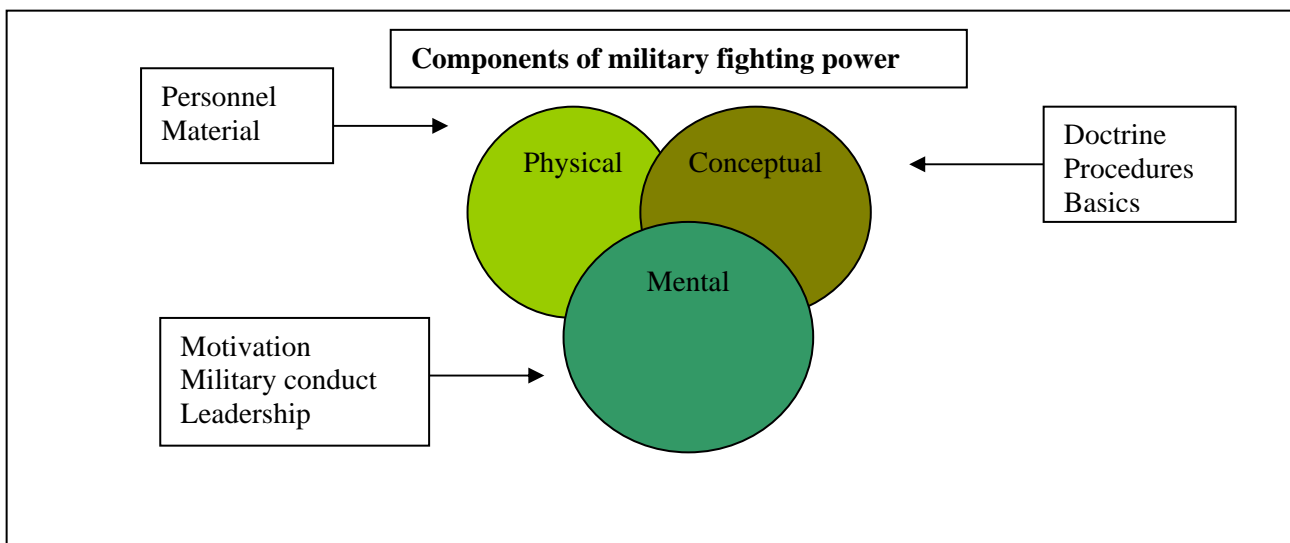 Components of military fighting power
Personnel
Material
Physical
Conceptual
Doctrine
Procedures
Basics
Mental
Motivation
Military conduct
Leadership